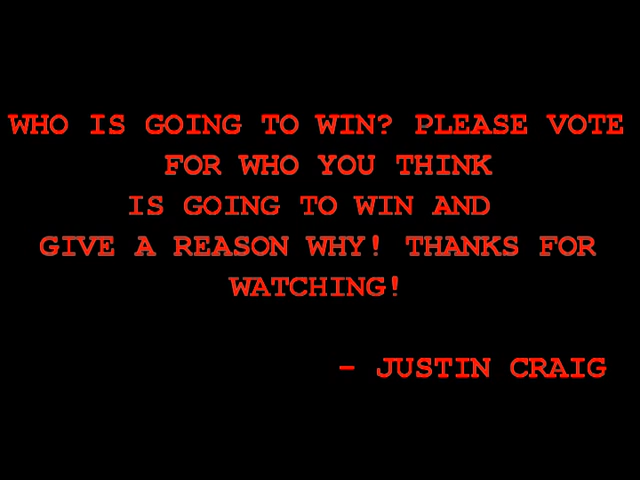 WHO IS GOING TO WIN? PLEASE VOTE
FOR WHO YOU THINK
IS GOING TO WIN AND
GIVE A REASON WHY! THANKS FOR
WATCHING!
- JUSTIN CRAIG